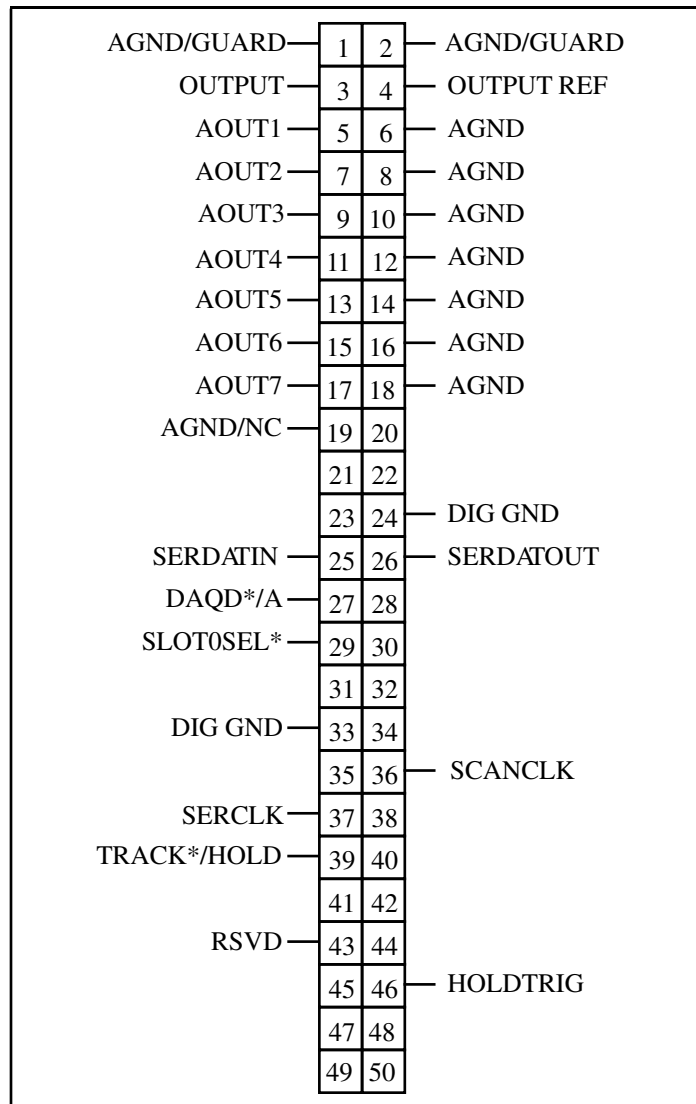 AGND/GUARD 1 2 AGND/GUARD
OUTPUT 3 4 OUTPUT REF
AOUT1 5 6 AGND
AOUT2 7 8 AGND
AOUT3 9 10 AGND
AOUT4 11 12 AGND
AOUT5 13 14 AGND
AOUT6 15 16 AGND
AOUT7 17 18 AGND
AGND/NC 19 20
21 22
23 24 DIG GND
SERDATIN 25 26 SERDATOUT
DAQD*/A 27 28
SLOT0SEL* 29 30
31 32
DIG GND 33 34
35 36 SCANCLK
SERCLK 37 38
TRACK*/HOLD 39 40
41 42
RSVD 43 44
45 46 HOLDTRIG
47 48
49 50